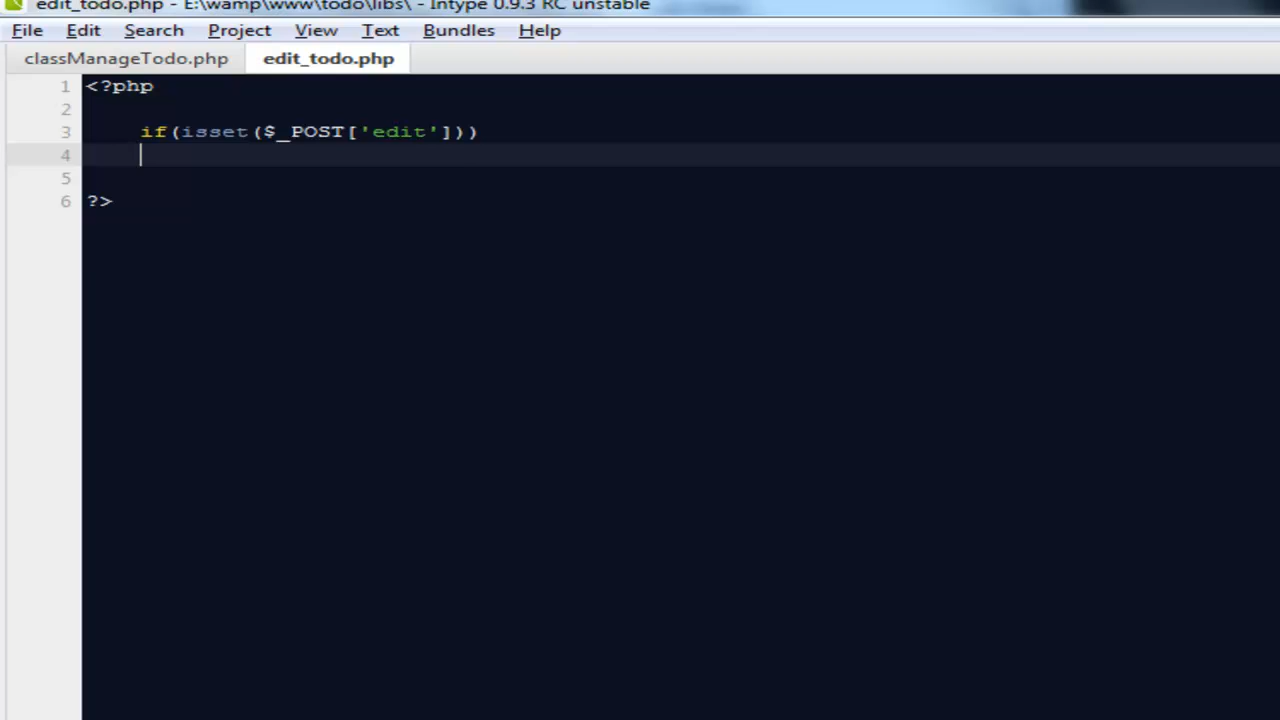 edit_todo.php - E:\wamp\www\todo\libs\ - Intype 0.9.3 RC unstable
File Edit Search Project View Text Bundles Help
classManageTodo.php edit_todo.php
1 <?php
2
3 if(isset($_POST['edit']))
4
5
6 ?>